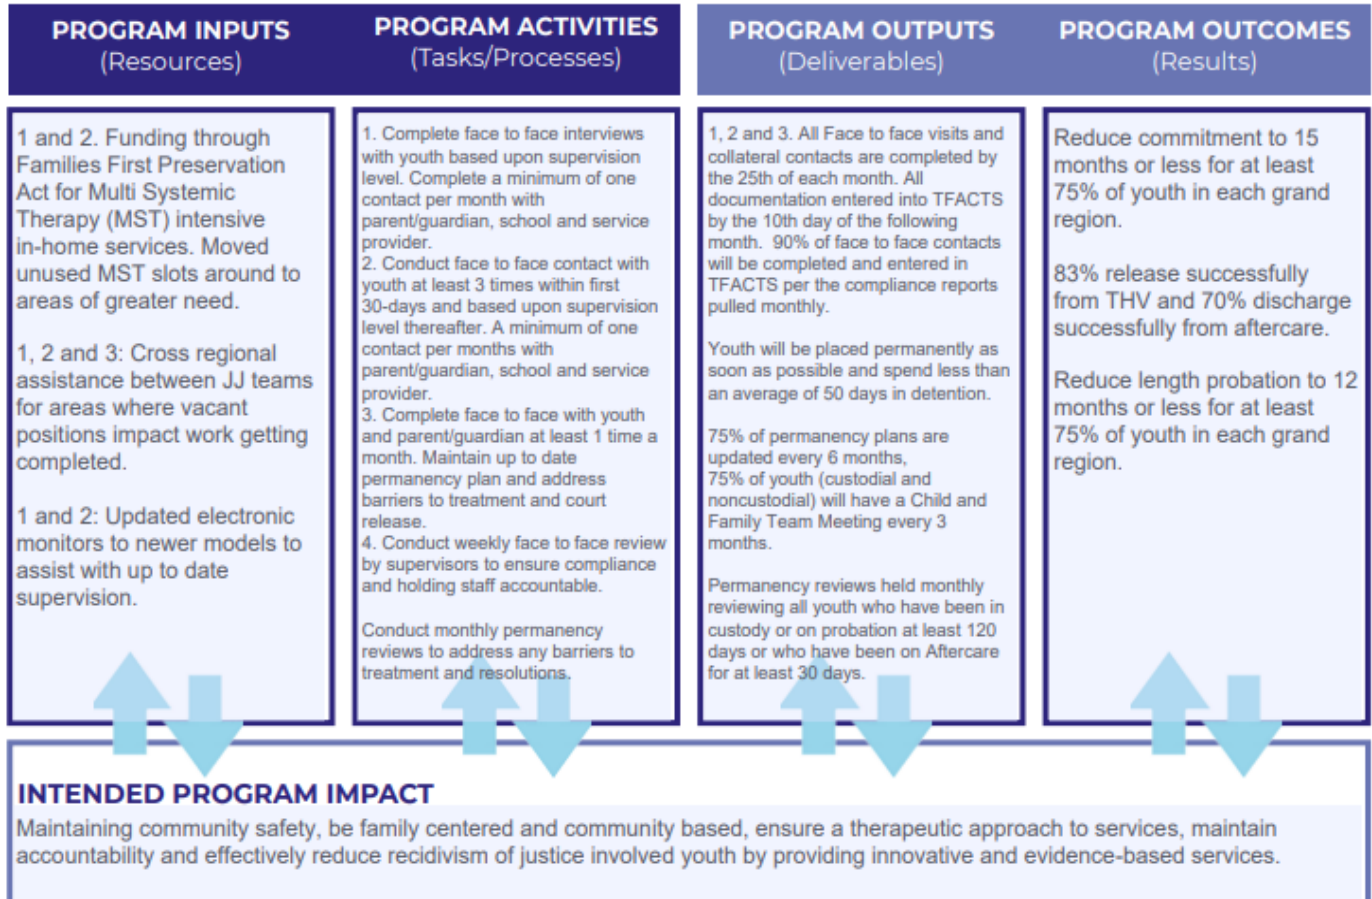 PROGRAM INPUTS
(Resources)
1 and 2. Funding through
Families First Preservation
Act for Multi Systemic
Therapy (MST) intensive
in-home services. Moved
unused MST slots around to
areas of greater need.
1, 2 and 3: Cross regional
assistance between JJ teams
for areas where vacant
positions impact work getting
completed.
1 and 2: Updated electronic
monitors to newer models to
assist with up to date
supervision.
PROGRAM ACTIVITIES
(Tasks/Processes)
1. Complete face to face interviews
with youth based upon supervision
level. Complete a minimum of one
contact per month with
parent/guardian, school and service
provider.
2. Conduct face to face contact with
youth at least 3 times within first
30-days and based upon supervision
level thereafter. A minimum of one
contact per months with
parent/guardian, school and service
provider.
3. Complete face to face with youth
and parent/guardian at least 1 time a
month. Maintain up to date
permanency plan and address
barriers to treatment and court
release.
4. Conduct weekly face to face review
by supervisors to ensure compliance
and holding staff accountable.
Conduct monthly permanency
reviews to address any barriers to
treatment and resolutions.
PROGRAM OUTPUTS
(Deliverables)
1, 2 and 3. All Face to face visits and
collateral contacts are completed by
the 25th of each month. All
documentation entered into TFACTS
by the 10th day of the following
month. 90% of face to face contacts
will be completed and entered in
TFACTS per the compliance reports
pulled monthly.
Youth will be placed permanently as
soon as possible and spend less than
an average of 50 days in detention.
75% of permanency plans are
updated every 6 months,
75% of youth (custodial and
noncustodial) will have a Child and
Family Team Meeting every 3
months.
Permanency reviews held monthly
reviewing all youth who have been in
custody or on probation at least 120
days or who have been on Aftercare
for at least 30 days.
PROGRAM OUTCOMES
(Results)
Reduce commitment to 15
months or less for at least
75% of youth in each grand
region.
83% release successfully
from THV and 70% discharge
successfully from aftercare.
Reduce length probation to 12
months or less for at least
75% of youth in each grand
region.
INTENDED PROGRAM IMPACT
Maintaining community safety, be family centered and community based, ensure a therapeutic approach to services, maintain
accountability and effectively reduce recidivism of justice involved youth by providing innovative and evidence-based services.